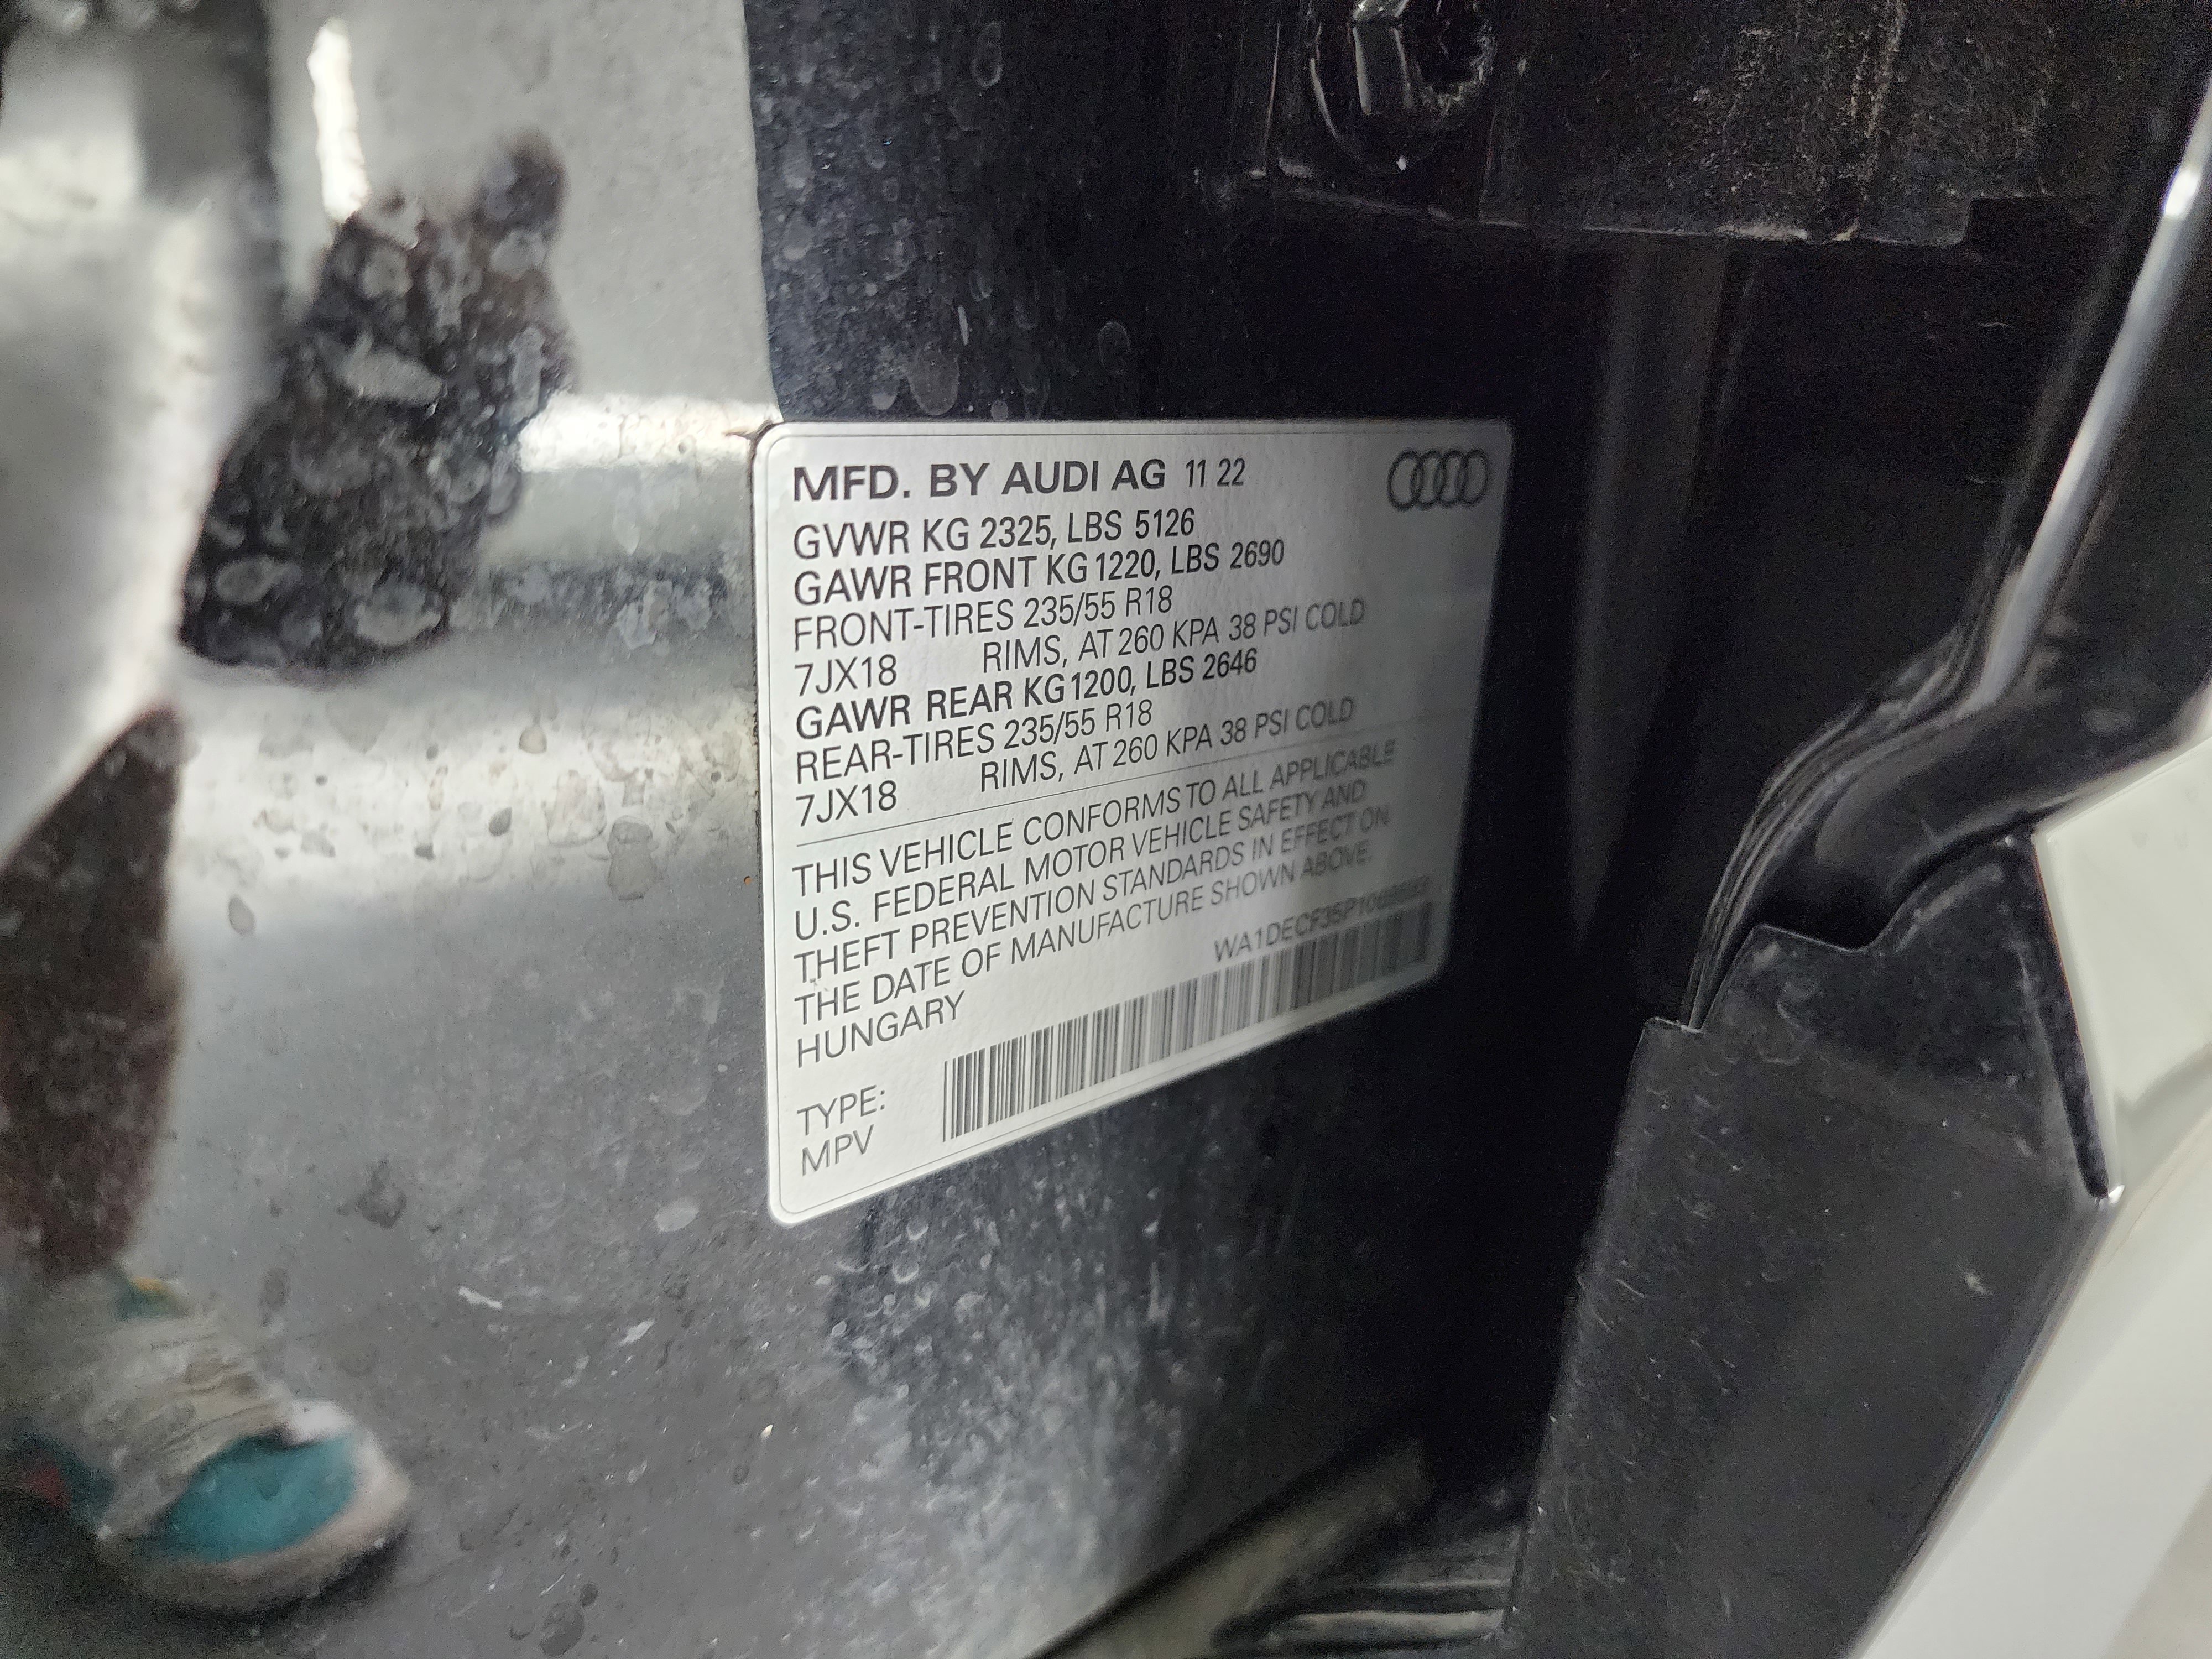 MFD. BY AUDI AG 11 22
GVWR KG 2325, LBS 5126
GAWR FRONT KG 1220, LBS 2690
FRONT-TIRES 235/55 R18
7JX18 RIMS, AT 260 KPA 38 PSI COLD
GAWR REAR KG 1200, LBS 2646
REAR-TIRES 235/55 R18
7JX18 RIMS, AT 260 KPA 38 PSI COLD
THIS VEHICLE CONFORMS TO ALL APPLICABLE
U.S. FEDERAL MOTOR VEHICLE SAFETY AND
THEFT PREVENTION STANDARDS IN EFFECT ON
THE DATE OF MANUFACTURE SHOWN ABOVE.
HUNGARY
TYPE:
MPV